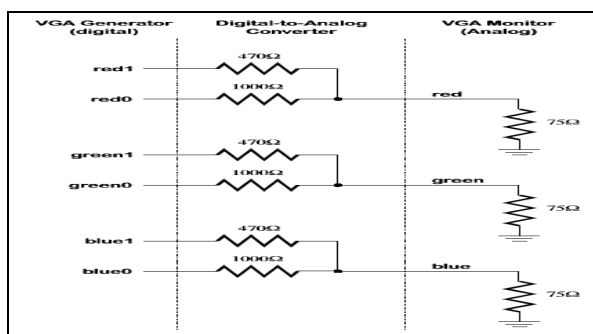 VGA Generator (digital)
Digital-to-Analog Converter
VGA Monitor (Analog)
red1
470Ω
red0
1000Ω
red
75Ω
green1
470Ω
green0
1000Ω
green
75Ω
blue1
470Ω
blue0
1000Ω
blue
75Ω